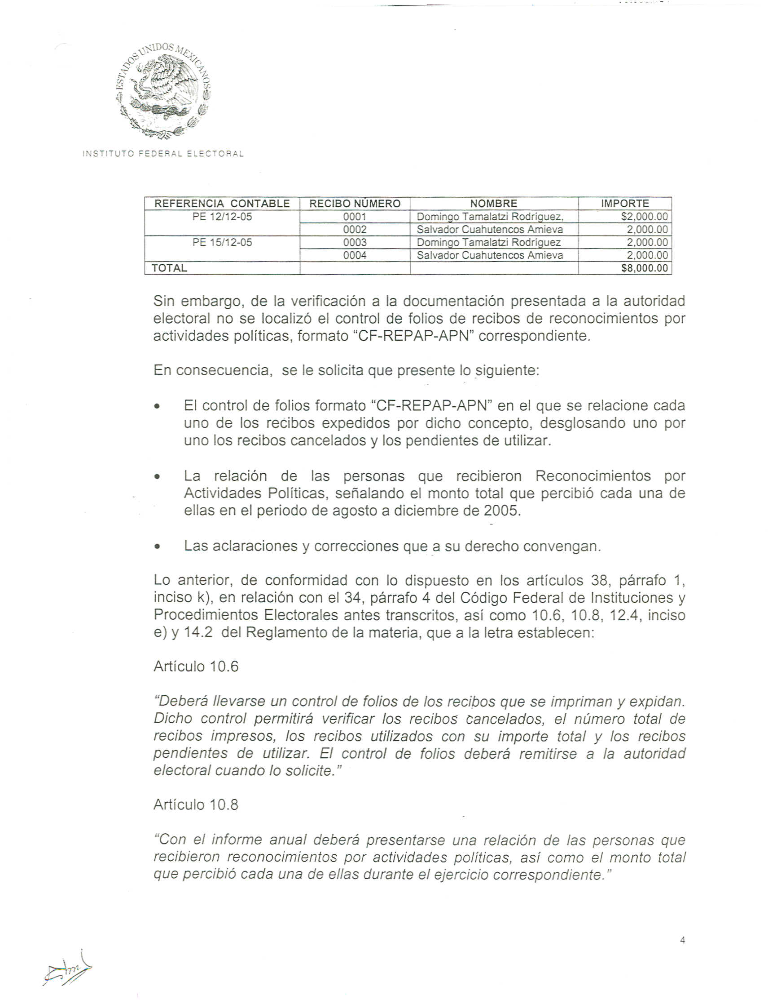 ESTADOS UNIDOS MEXICANOS
INSTITUTO FEDERAL ELECTORAL
REFERENCIA CONTABLE RECIBO NÚMERO NOMBRE IMPORTE
PE 12/12-05 0001 Domingo Tamalatzi Rodríguez, $2,000.00
0002 Salvador Cuahutencos Amieva 2,000.00
PE 15/12-05 0003 Domingo Tamalatzi Rodríguez 2,000.00
0004 Salvador Cuahutencos Amieva 2,000.00
TOTAL $8,000.00
Sin embargo, de la verificación a la documentación presentada a la autoridad
electoral no se localizó el control de folios de recibos de reconocimientos por
actividades políticas, formato “CF-REPAP-APN” correspondiente.
En consecuencia, se le solicita que presente lo siguiente:
• El control de folios formato “CF-REPAP-APN” en el que se relacione cada
uno de los recibos expedidos por dicho concepto, desglosando uno por
uno los recibos cancelados y los pendientes de utilizar.
• La relación de las personas que recibieron Reconocimientos por
Actividades Políticas, señalando el monto total que percibió cada una de
ellas en el periodo de agosto a diciembre de 2005.
• Las aclaraciones y correcciones que a su derecho convengan.
Lo anterior, de conformidad con lo dispuesto en los artículos 38, párrafo 1,
inciso k), en relación con el 34, párrafo 4 del Código Federal de Instituciones y
Procedimientos Electorales antes transcritos, así como 10.6, 10.8, 12.4, inciso
e) y 14.2 del Reglamento de la materia, que a la letra establecen:
Artículo 10.6
“Deberá llevarse un control de folios de los recibos que se impriman y expidan.
Dicho control permitirá verificar los recibos cancelados, el número total de
recibos impresos, los recibos utilizados con su importe total y los recibos
pendientes de utilizar. El control de folios deberá remitirse a la autoridad
electoral cuando lo solicite.”
Artículo 10.8
“Con el informe anual deberá presentarse una relación de las personas que
recibieron reconocimientos por actividades políticas, así como el monto total
que percibió cada una de ellas durante el ejercicio correspondiente.”
4